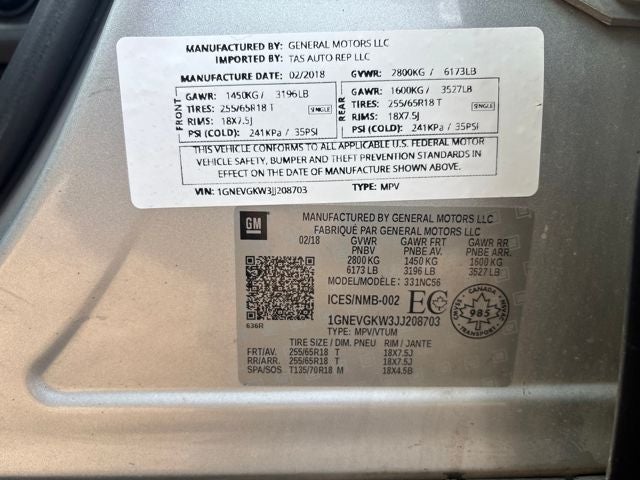 MANUFACTURED BY: GENERAL MOTORS LLC
IMPORTED BY: TAS AUTO REP LLC
MANUFACTURE DATE: 02/2018 GVWR: 2800KG / 6173LB
FRONT
GAWR: 1450KG / 3196LB
TIRES: 255/65R18 T SINGLE
RIMS: 18X7.5J
PSI (COLD): 241KPa / 35PSI
REAR
GAWR: 1600KG / 3527LB
TIRES: 255/65R18 T SINGLE
RIMS: 18X7.5J
PSI (COLD): 241KPa / 35PSI
THIS VEHICLE CONFORMS TO ALL APPLICABLE U.S. FEDERAL MOTOR
VEHICLE SAFETY, BUMPER AND THEFT PREVENTION STANDARDS IN
EFFECT ON THE DATE OF MANUFACTURE SHOWN ABOVE.
VIN: 1GNEVGKW3JJ208703 TYPE: MPV
GM
MANUFACTURED BY GENERAL MOTORS LLC
FABRIQUÉ PAR GENERAL MOTORS LLC
02/18 GVWR GAWR FRT GAWR RR
PNBV PNBE AV. PNBE ARR.
2800 KG 1450 KG 1600 KG
6173 LB 3196 LB 3527 LB
MODEL/MODÈLE: 331NC56
ICES/NMB-002 EC
CANADA
985
TRANSPORT
636R
1GNEVGKW3JJ208703
TYPE: MPV/VTUM
TIRE SIZE / DIM. PNEU RIM / JANTE
FRT/AV. 255/65R18 T 18X7.5J
RR/ARR. 255/65R18 T 18X7.5J
SPA/SOS T135/70R18 M 18X4.5B